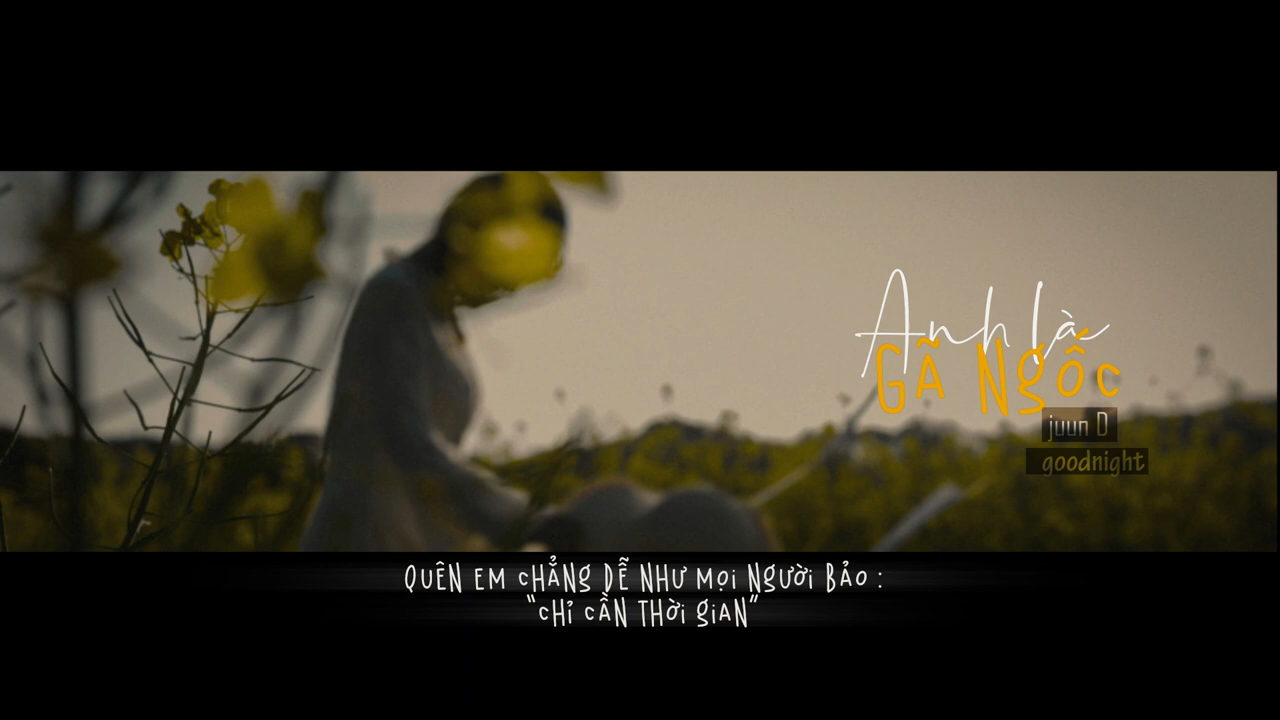 Anh là
Gã Ngốc
juun D
goodnight
QUÊN EM CHẲNG DỄ NHƯ MỌI NGƯỜI BẢO :
"CHỈ CẦN THỜI GIAN"